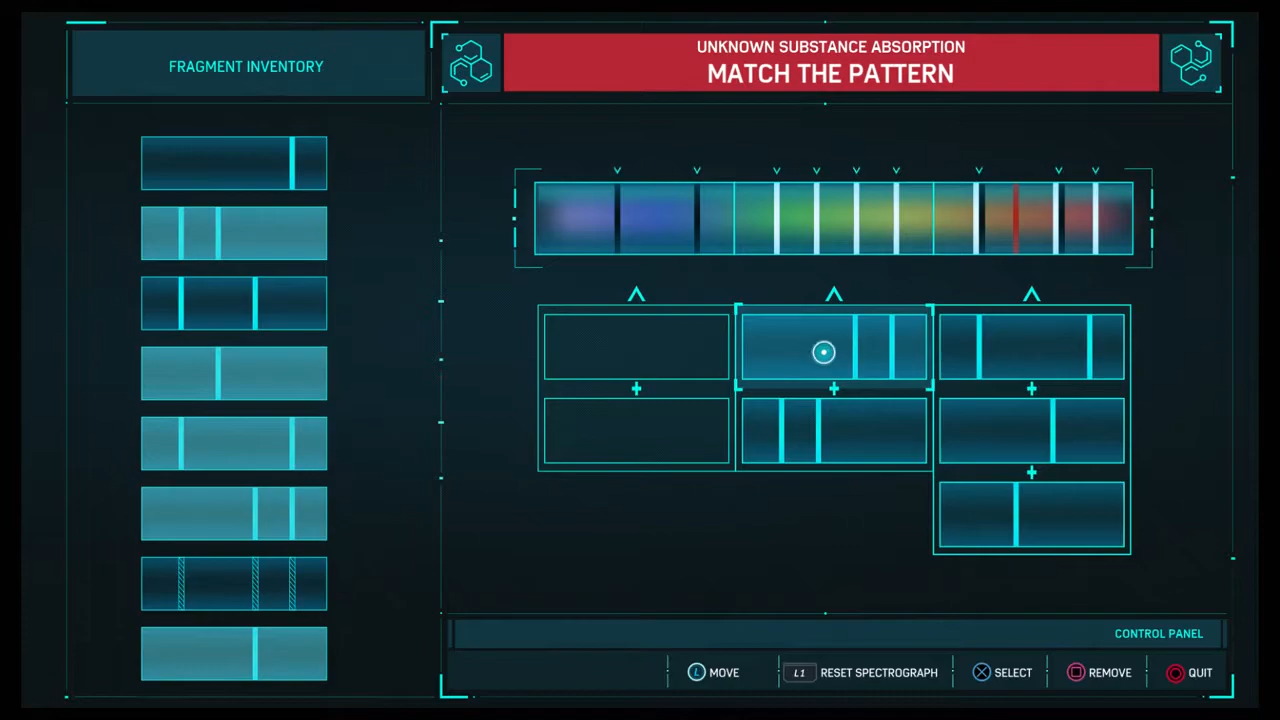 FRAGMENT INVENTORY
UNKNOWN SUBSTANCE ABSORPTION
MATCH THE PATTERN
CONTROL PANEL
L MOVE
L1 RESET SPECTROGRAPH
SELECT
REMOVE
QUIT